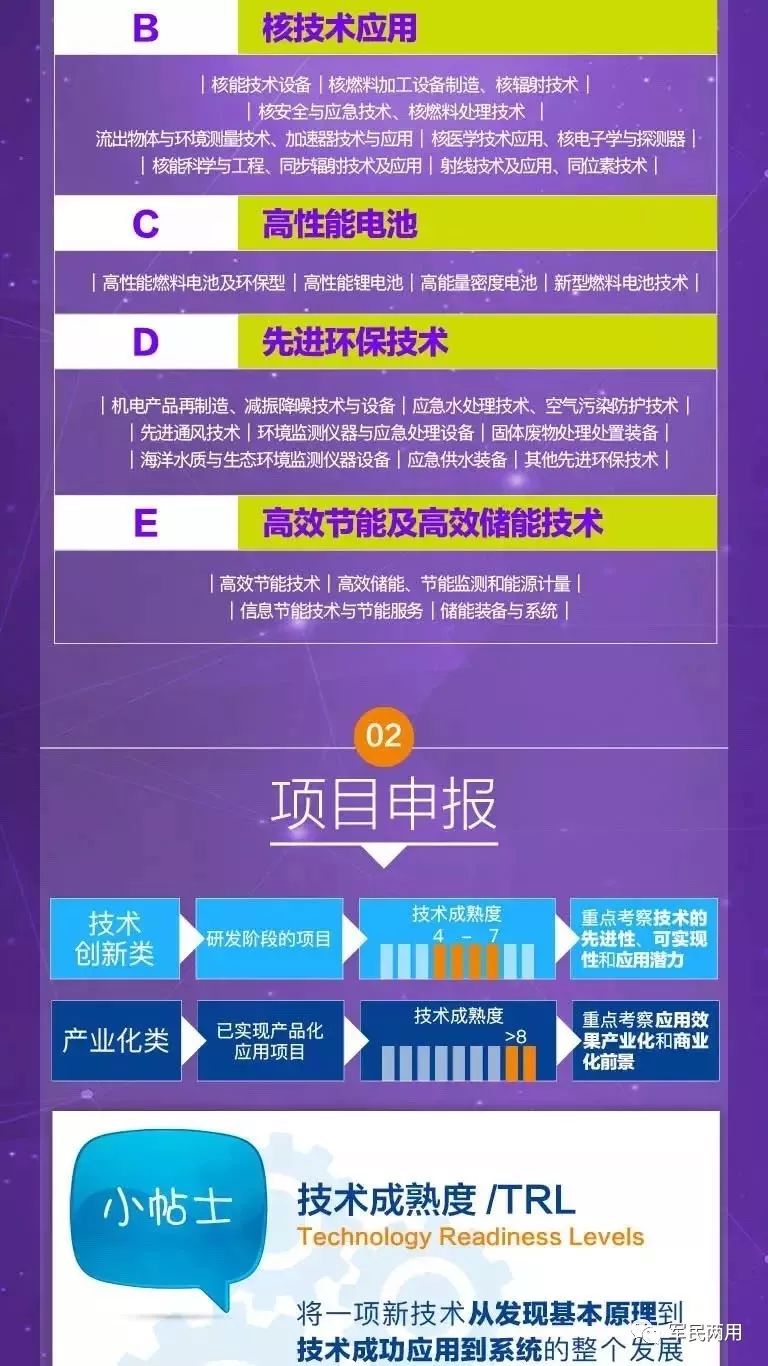 B 核技术应用
| 核能技术设备 | 核燃料加工设备制造、核辐射技术 |
| 核安全与应急技术、核燃料处理技术 |
流出物体与环境测量技术、加速器技术与应用 | 核医学技术应用、核电子学与探测器 |
| 核能科学与工程、同步辐射技术及应用 | 射线技术及应用、同位素技术 |
C 高性能电池
| 高性能燃料电池及环保型 | 高性能锂电池 | 高能量密度电池 | 新型燃料电池技术 |
D 先进环保技术
| 机电产品再制造、减振降噪技术与设备 | 应急水处理技术、空气污染防护技术 |
| 先进通风技术 | 环境监测仪器与应急处理设备 | 固体废物处理处置装备 |
| 海洋水质与生态环境监测仪器设备 | 应急供水装备 | 其他先进环保技术 |
E 高效节能及高效储能技术
| 高效节能技术 | 高效储能、节能监测和能源计量 |
| 信息节能技术与节能服务 | 储能装备与系统 |
02
项目申报
技术
创新类
研发阶段的项目
技术成熟度
4 – 7
重点考察技术的
先进性、可实现
性和应用潜力
产业化类
已实现产品化
应用项目
技术成熟度
>8
重点考察应用效
果产业化和商业
化前景
小帖士
技术成熟度 /TRL
Technology Readiness Levels
将一项新技术从发现基本原理到
技术成功应用到系统的整个发展
军民两用